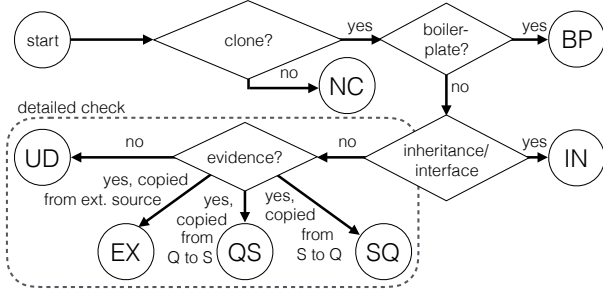 start
clone?
yes
boiler-
plate?
yes
BP
no
NC
no
detailed check
inheritance/
interface
yes
IN
no
evidence?
no
UD
yes, copied
from ext. source
EX
yes,
copied
from
Q to S
QS
yes,
copied
from
S to Q
SQ